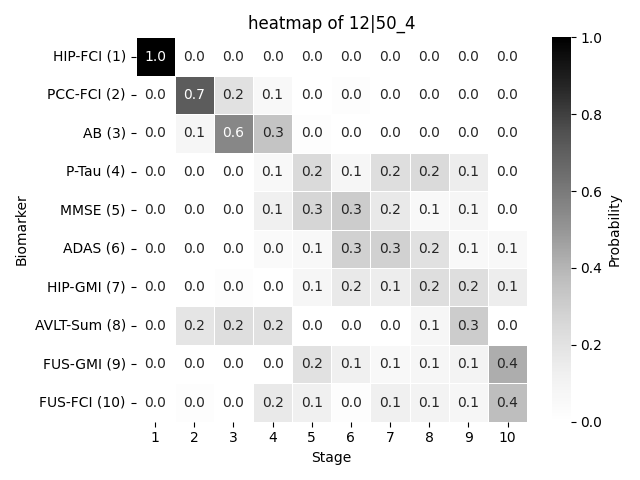 heatmap of 12|50_4
HIP-FCI (1) 1.0 0.0 0.0 0.0 0.0 0.0 0.0 0.0 0.0 0.0
PCC-FCI (2) 0.0 0.7 0.2 0.1 0.0 0.0 0.0 0.0 0.0 0.0
AB (3) 0.0 0.1 0.6 0.3 0.0 0.0 0.0 0.0 0.0 0.0
P-Tau (4) 0.0 0.0 0.0 0.1 0.2 0.1 0.2 0.2 0.1 0.0
MMSE (5) 0.0 0.0 0.0 0.1 0.3 0.3 0.2 0.1 0.1 0.0
ADAS (6) 0.0 0.0 0.0 0.0 0.1 0.3 0.3 0.2 0.1 0.1
HIP-GMI (7) 0.0 0.0 0.0 0.0 0.1 0.2 0.1 0.2 0.2 0.1
AVLT-Sum (8) 0.0 0.2 0.2 0.2 0.0 0.0 0.0 0.1 0.3 0.0
FUS-GMI (9) 0.0 0.0 0.0 0.0 0.2 0.1 0.1 0.1 0.1 0.4
FUS-FCI (10) 0.0 0.0 0.0 0.2 0.1 0.0 0.1 0.1 0.1 0.4
1 2 3 4 5 6 7 8 9 10
Stage
Biomarker
1.0
0.8
0.6
0.4
0.2
0.0
Probability